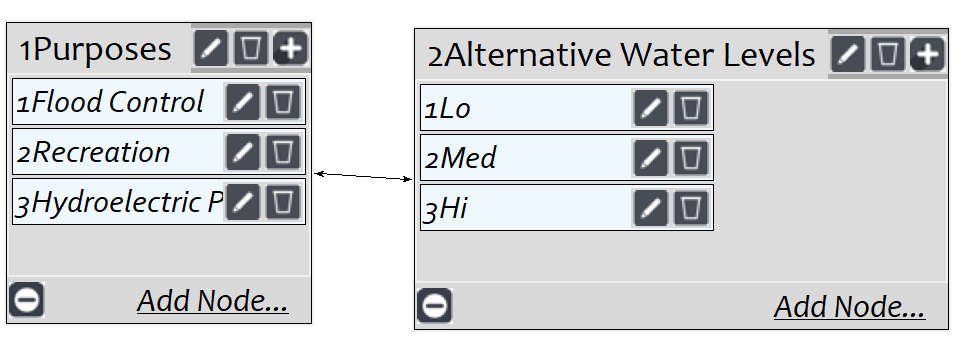 1Purposes
1Flood Control
2Recreation
3Hydroelectric P
Add Node...
2Alternative Water Levels
1Lo
2Med
3Hi
Add Node...